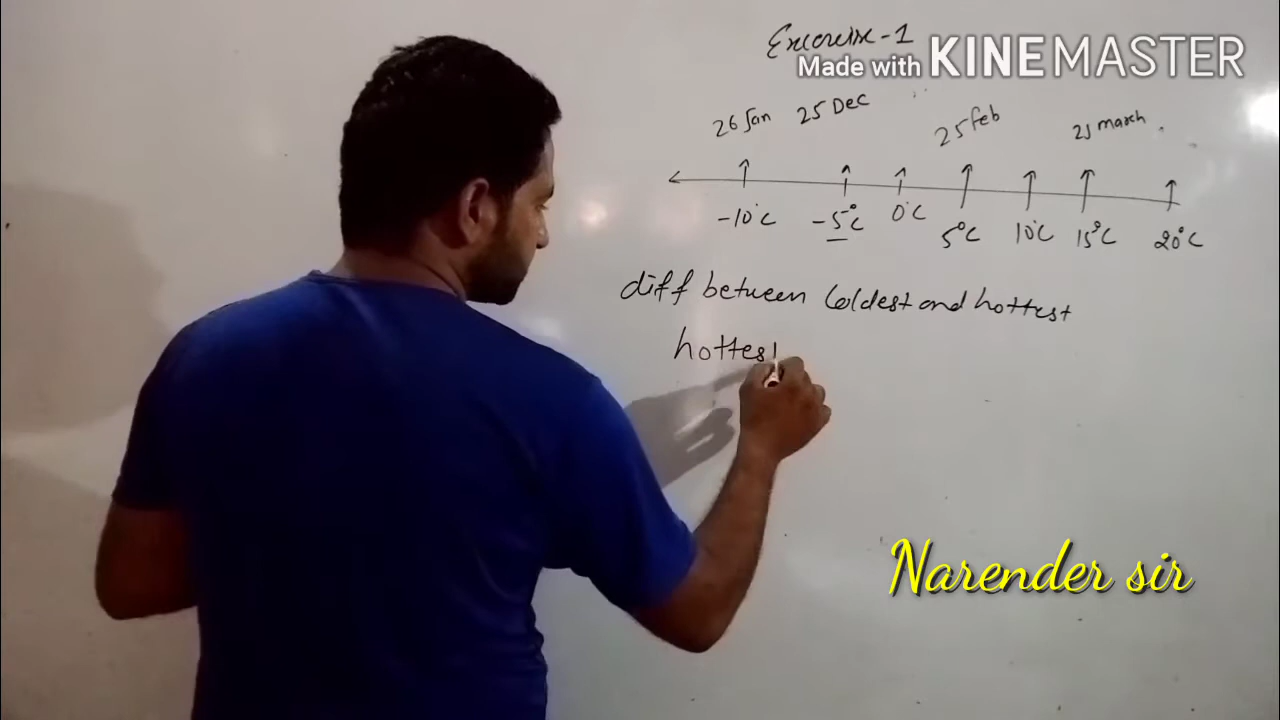 Excercise-1
Made with KINEMASTER
26 Jan 25 Dec 25 feb 21 march
-10°C -5°C 0°C 5°C 10°C 15°C 20°C
diff between Coldest and hottest
hottest
Narender sir